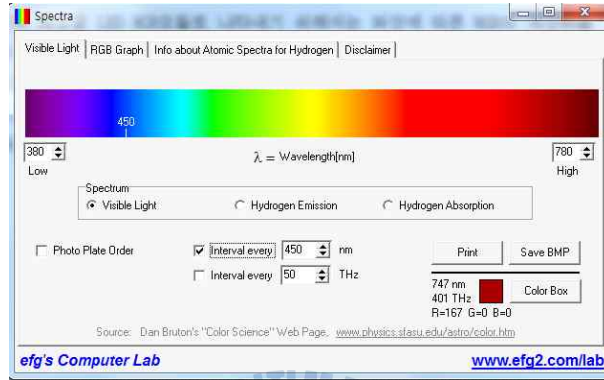 Spectra
Visible Light RGB Graph Info about Atomic Spectra for Hydrogen Disclaimer
450
380 λ = Wavelength[nm] 780
Low High
Spectrum
Visible Light Hydrogen Emission Hydrogen Absorption
Photo Plate Order Interval every 450 nm Print Save BMP
Interval every 50 THz
747 nm
401 THz Color Box
R=167 G=0 B=0
Source: Dan Bruton's "Color Science" Web Page, www.physics.sfasu.edu/astro/color.htm
efg's Computer Lab www.efg2.com/lab